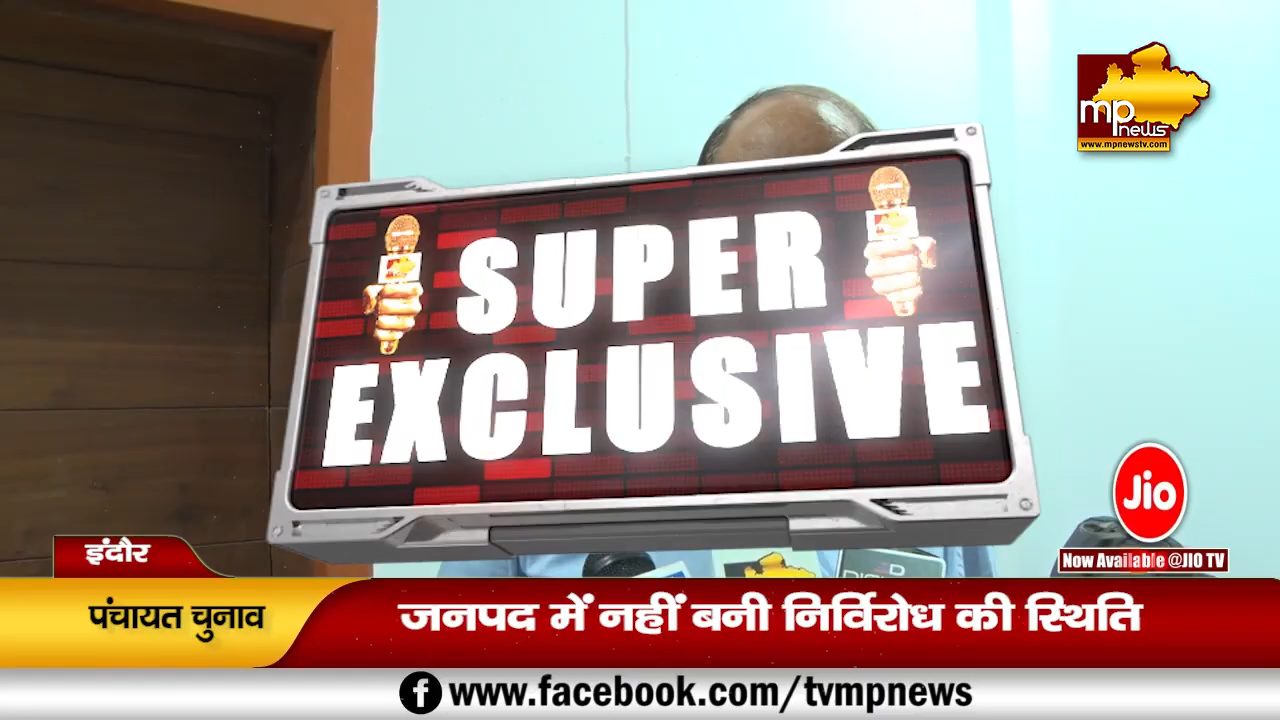 mp
news
www.mpnewstv.com
SUPER
EXCLUSIVE
Jio
Now Available @JIO TV
इंदौर
पंचायत चुनाव
जनपद में नहीं बनी निर्विरोध की स्थिति
www.facebook.com/tvmpnews